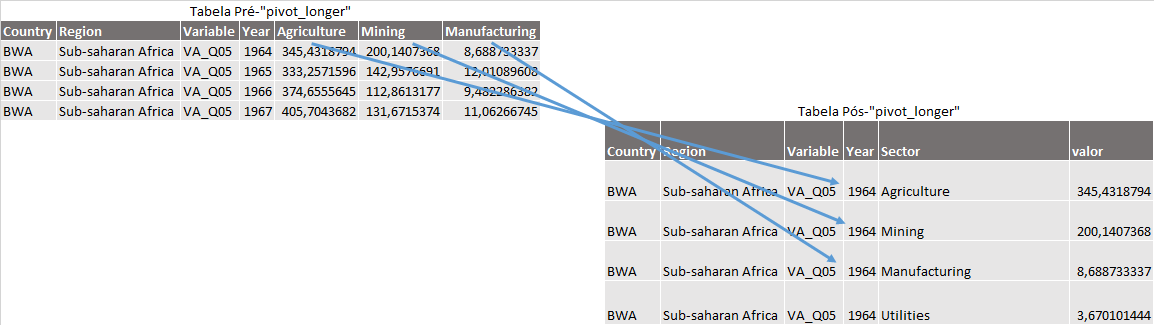 Tabela Pré-"pivot_longer"
Country Region Variable Year Agriculture Mining Manufacturing
BWA Sub-saharan Africa VA_Q05 1964 345,4318794 200,1407368 8,688733337
BWA Sub-saharan Africa VA_Q05 1965 333,2571596 142,9576691 12,01089608
BWA Sub-saharan Africa VA_Q05 1966 374,6555645 112,8613177 9,482286382
BWA Sub-saharan Africa VA_Q05 1967 405,7043682 131,6715374 11,06266745
Tabela Pós-"pivot_longer"
Country Region Variable Year Sector valor
BWA Sub-saharan Africa VA_Q05 1964 Agriculture 345,4318794
BWA Sub-saharan Africa VA_Q05 1964 Mining 200,1407368
BWA Sub-saharan Africa VA_Q05 1964 Manufacturing 8,688733337
BWA Sub-saharan Africa VA_Q05 1964 Utilities 3,670101444